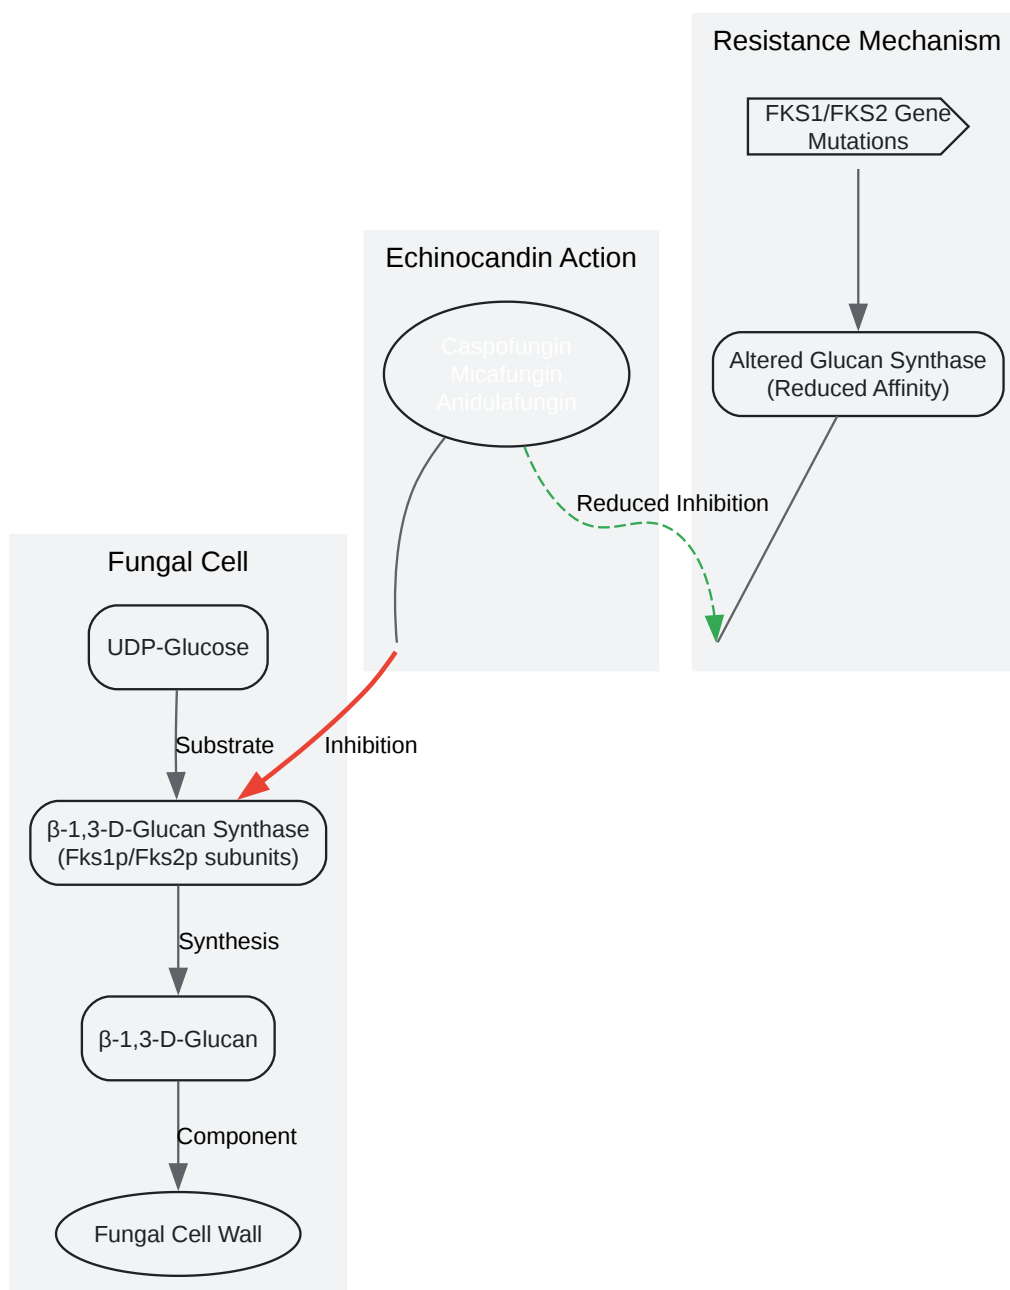 Resistance Mechanism
FKS1/FKS2 Gene
Mutations
Echinocandin Action
Caspofungin
Micafungin
Anidulafungin
Altered Glucan Synthase
(Reduced Affinity)
Reduced Inhibition
Fungal Cell
UDP-Glucose
Substrate
Inhibition
β-1,3-D-Glucan Synthase
(Fks1p/Fks2p subunits)
Synthesis
β-1,3-D-Glucan
Component
Fungal Cell Wall